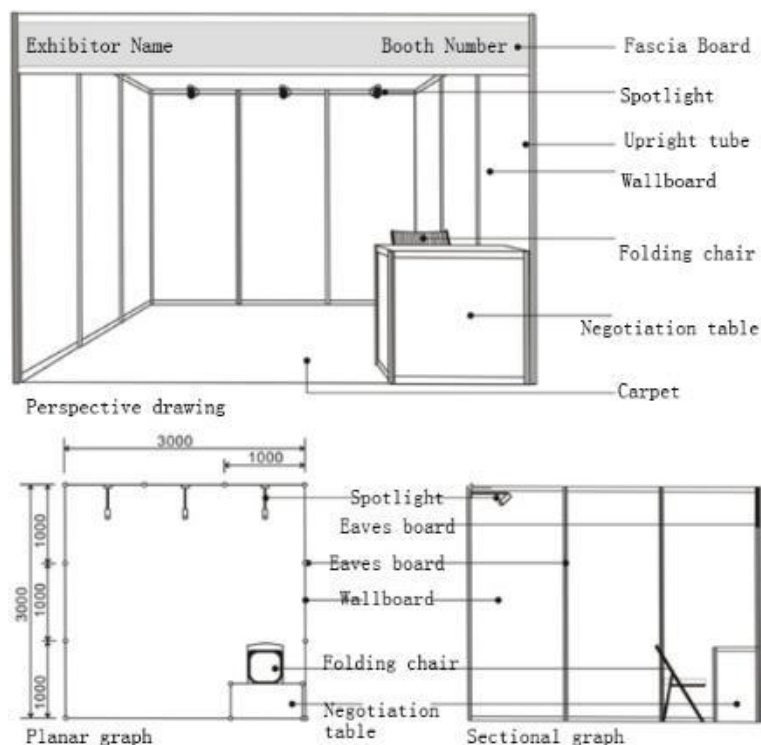 Exhibitor Name
Booth Number
Fascia Board
Spotlight
Upright tube
Wallboard
Folding chair
Negotiation table
Carpet
Perspective drawing
3000
1000
3000
1000
1000
1000
Spotlight
Eaves board
Eaves board
Wallboard
Folding chair
Negotiation
table
Planar graph
Sectional graph